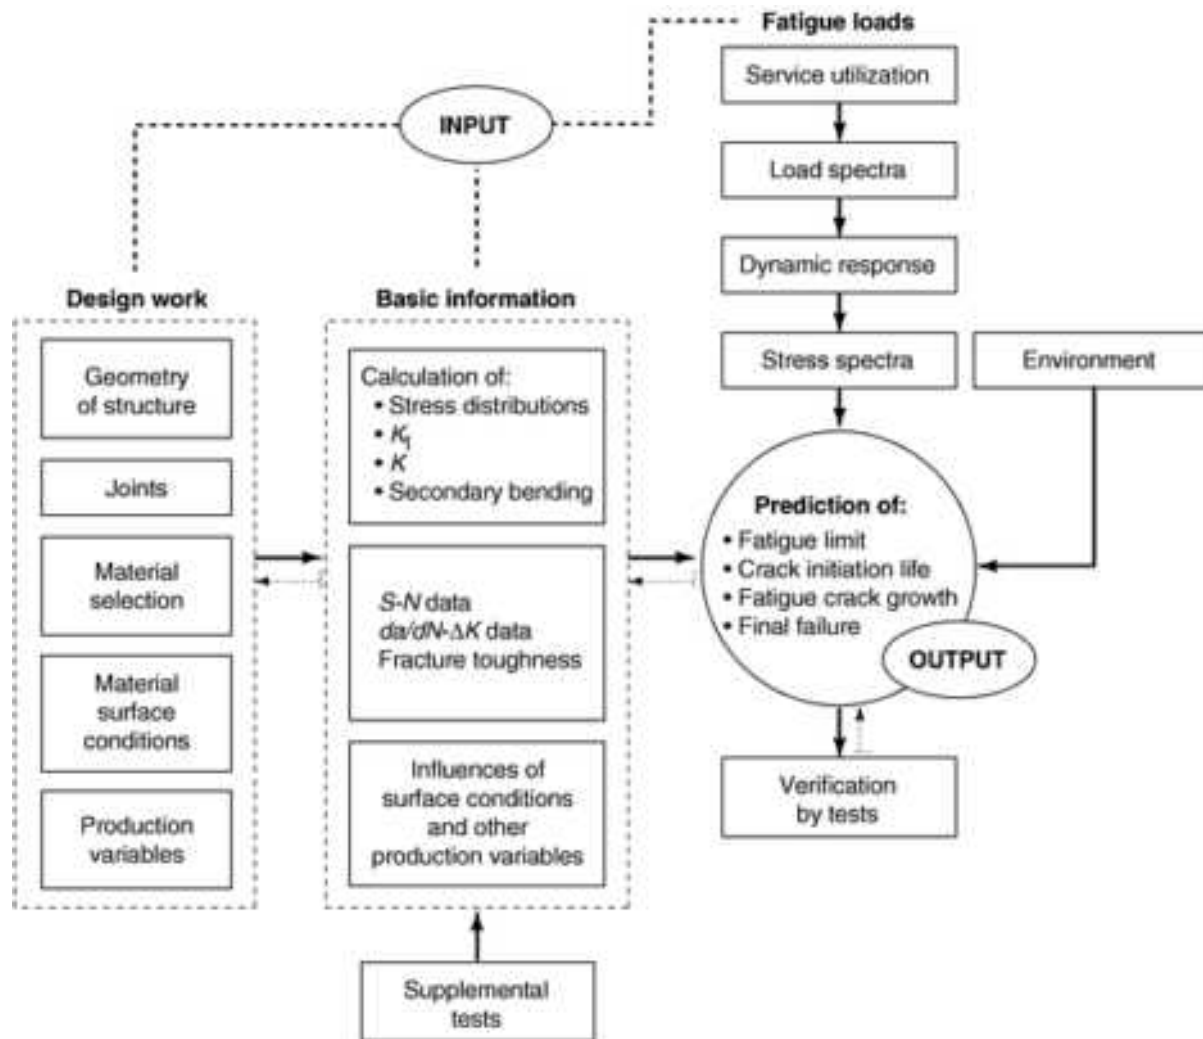 Fatigue loads
Service utilization
INPUT
Load spectra
Dynamic response
Design work
Basic information
Stress spectra
Environment
Geometry
of structure
Calculation of:
• Stress distributions
• K₁
• K
• Secondary bending
Joints
Prediction of:
• Fatigue limit
• Crack initiation life
• Fatigue crack growth
• Final failure
OUTPUT
Material
selection
S-N data
da/dN-ΔK data
Fracture toughness
Material
surface
conditions
Influences of
surface conditions
and other
production variables
Verification
by tests
Production
variables
Supplemental
tests